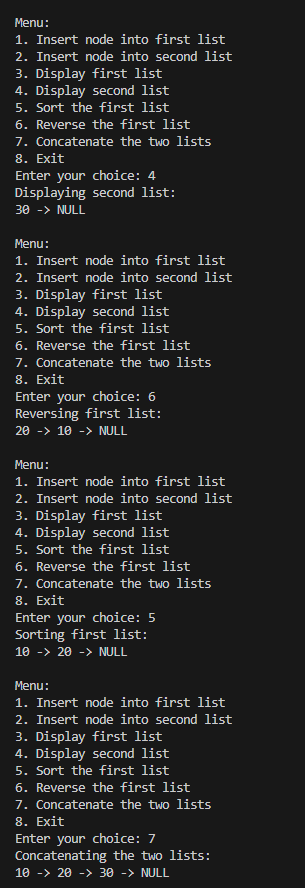 Menu:
1. Insert node into first list
2. Insert node into second list
3. Display first list
4. Display second list
5. Sort the first list
6. Reverse the first list
7. Concatenate the two lists
8. Exit
Enter your choice: 4
Displaying second list:
30 -> NULL

Menu:
1. Insert node into first list
2. Insert node into second list
3. Display first list
4. Display second list
5. Sort the first list
6. Reverse the first list
7. Concatenate the two lists
8. Exit
Enter your choice: 6
Reversing first list:
20 -> 10 -> NULL

Menu:
1. Insert node into first list
2. Insert node into second list
3. Display first list
4. Display second list
5. Sort the first list
6. Reverse the first list
7. Concatenate the two lists
8. Exit
Enter your choice: 5
Sorting first list:
10 -> 20 -> NULL

Menu:
1. Insert node into first list
2. Insert node into second list
3. Display first list
4. Display second list
5. Sort the first list
6. Reverse the first list
7. Concatenate the two lists
8. Exit
Enter your choice: 7
Concatenating the two lists:
10 -> 20 -> 30 -> NULL